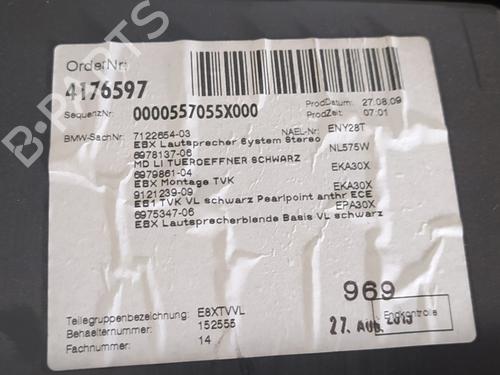 OrderNr:
4176597
SequenzNr 0000557055X000 ProdDatum: 27.08.09
ProdZeit: 07:01
BMW-SachNr 7122654-03 NAEL-Nr: ENY28T
EBX Lautsprecher System Stereo
6978137-06 NL575W
MD LI TUEROEFFNER SCHWARZ
6979861-04 EKA30X
EBX Montage TVK
9121239-09 EKA30X
E81 TVK VL schwarz Pearlpoint anthr ECE
6975347-06 EPA30X
EBX Lautsprecherblende Basis VL schwarz
969
Teilegruppenbezeichnung: E8XTVVL
Behaelternummer: 152555
Fachnummer: 14
27. AUG. Endkontrolle
B-PARTS